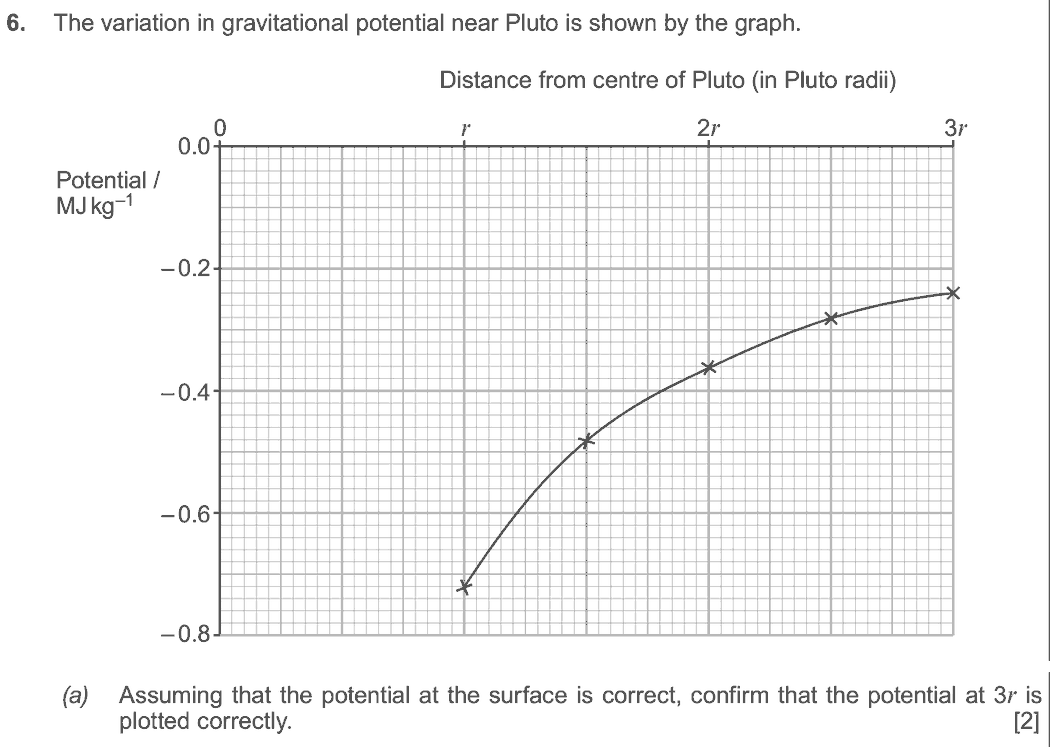 6. The variation in gravitational potential near Pluto is shown by the graph.
Distance from centre of Pluto (in Pluto radii)
0 r 2r 3r
0.0
Potential /
MJ kg⁻¹
−0.2
−0.4
−0.6
−0.8
(a) Assuming that the potential at the surface is correct, confirm that the potential at 3r is
plotted correctly. [2]